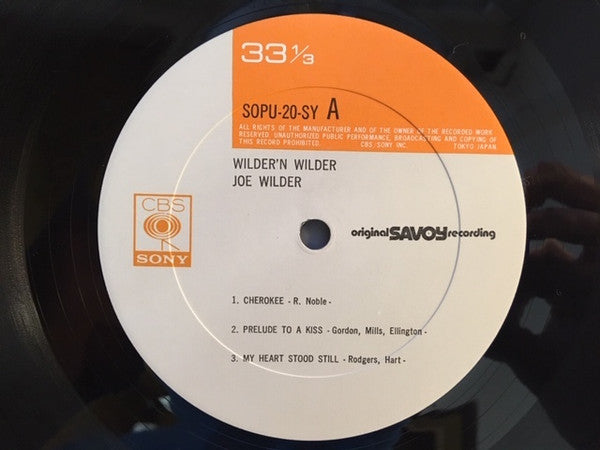 33 1/3
SOPU-20-SY A
ALL RIGHTS OF THE MANUFACTURER AND OF THE OWNER OF THE RECORDED WORK
RESERVED. UNAUTHORIZED PUBLIC PERFORMANCE, BROADCASTING AND COPYING OF
THIS RECORD PROHIBITED. CBS/SONY INC TOKYO JAPAN
WILDER'N WILDER
JOE WILDER
CBS
SONY
original SAVOY recording
1. CHEROKEE - R. Noble -
2. PRELUDE TO A KISS - Gordon, Mills, Ellington -
3. MY HEART STOOD STILL - Rodgers, Hart -